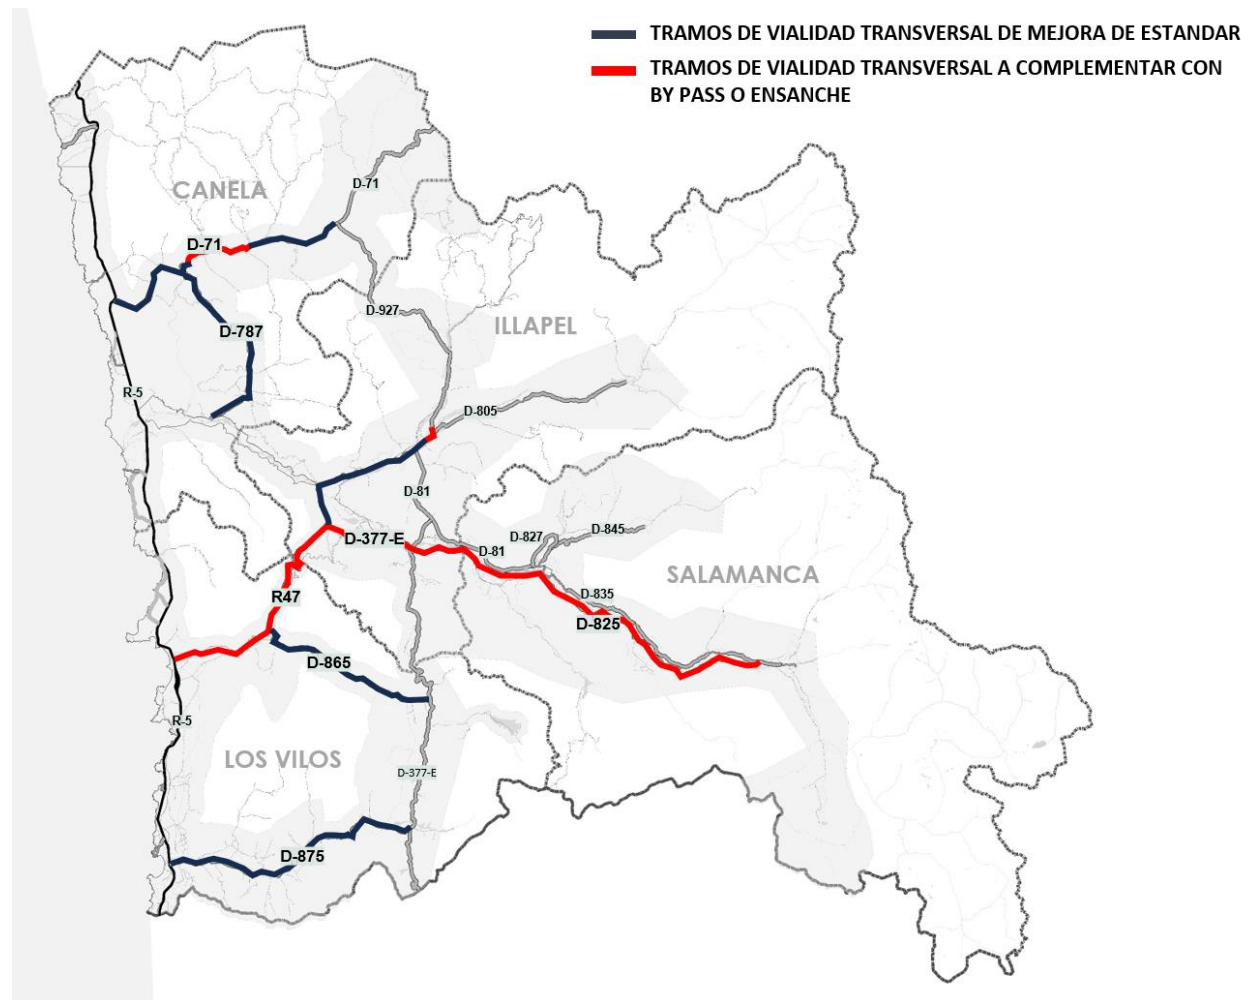 TRAMOS DE VIALIDAD TRANSVERSAL DE MEJORA DE ESTANDAR
TRAMOS DE VIALIDAD TRANSVERSAL A COMPLEMENTAR CON
BY PASS O ENSANCHE
D-71
CANELA
D-71
D-927
ILLAPEL
D-787
R-5
D-805
D-81
D-845
D-827
D-377-E
D-81
SALAMANCA
D-835
R47
D-825
D-865
R-5
LOS VILOS
D-377-E
D-875